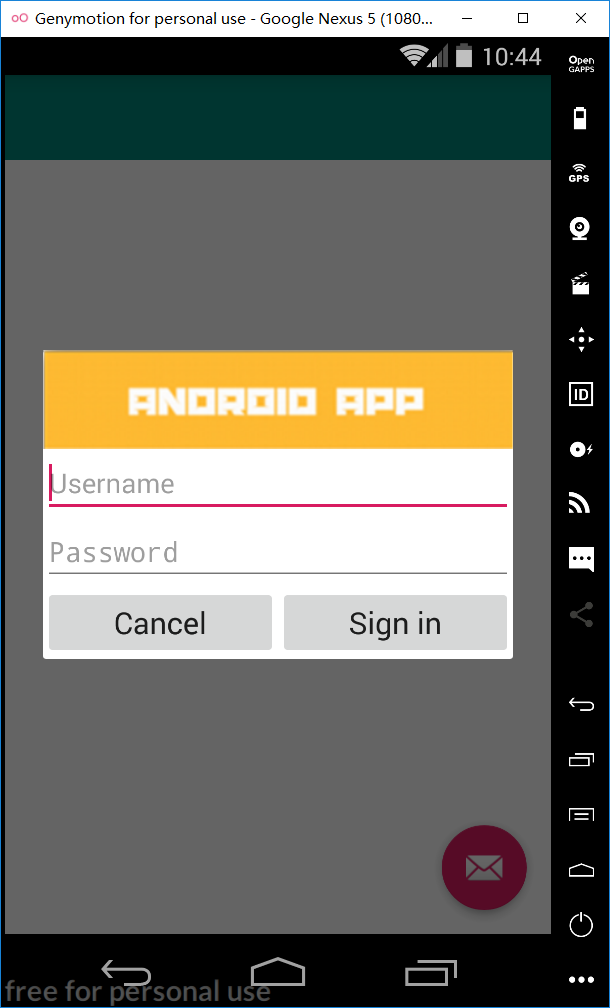 Genymotion for personal use - Google Nexus 5 (1080...
10:44
Open
GAPPS
GPS
ID
ANDROID APP
Username
Password
Cancel
Sign in
free for personal use